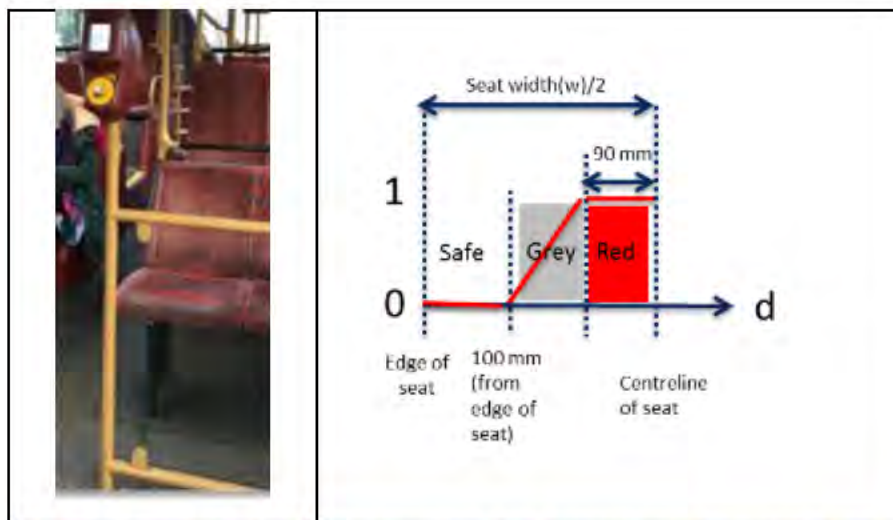 Seat width(w)/2
90 mm
1
Safe
Grey
Red
0
d
Edge of
seat
100 mm
(from
edge of
seat)
Centreline
of seat